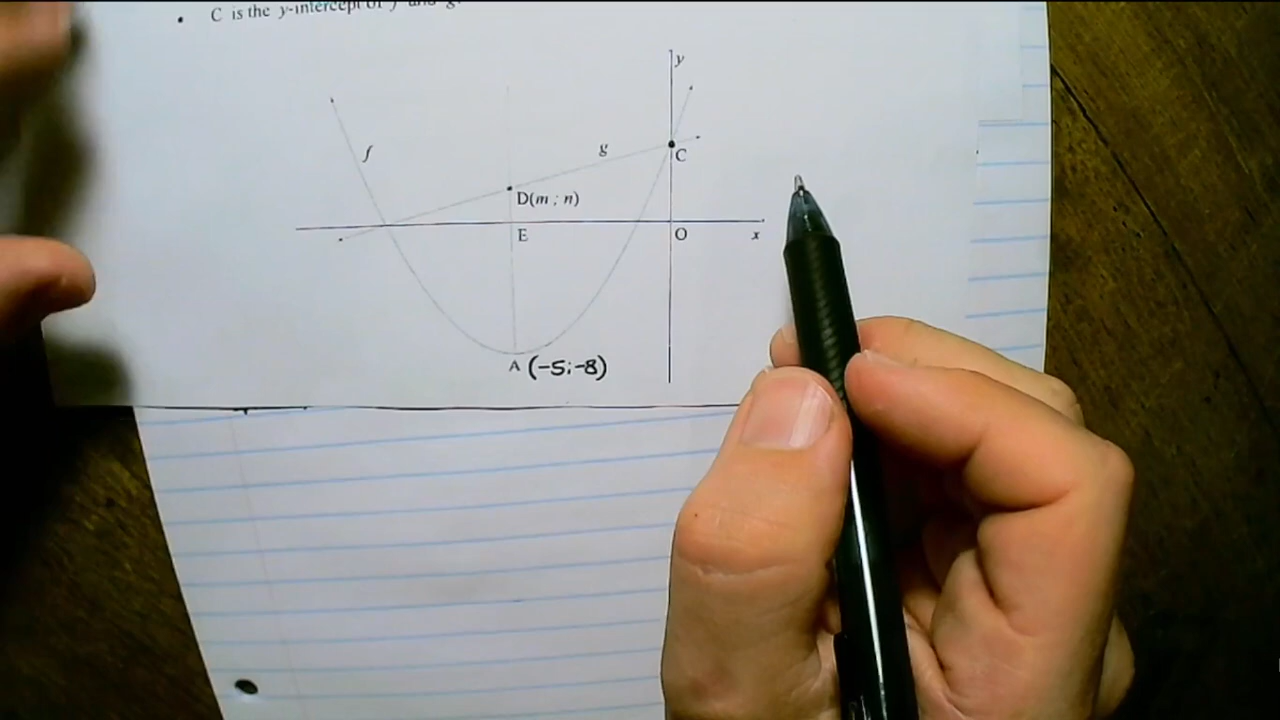 • C is the y-intercept of f and g.
y
f
g
C
D(m ; n)
E
O
x
A (-5;-8)